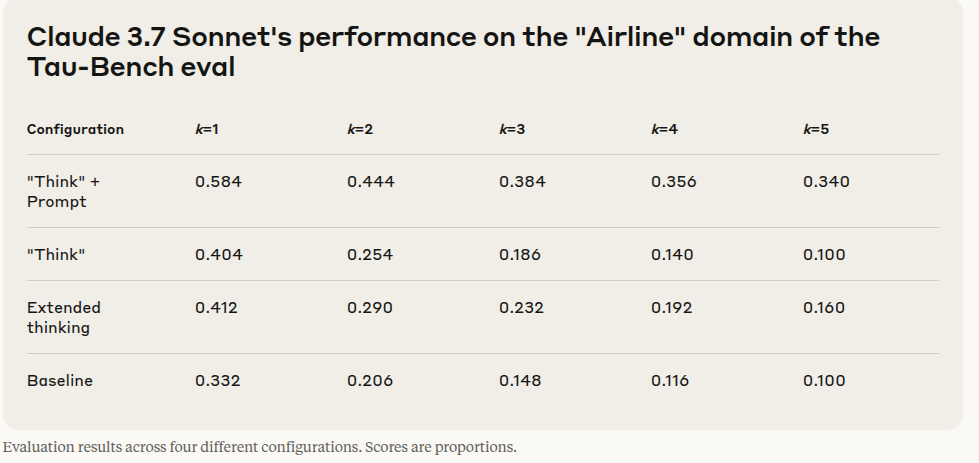 Claude 3.7 Sonnet's performance on the "Airline" domain of the
Tau-Bench eval
Configuration k=1 k=2 k=3 k=4 k=5
"Think" + 0.584 0.444 0.384 0.356 0.340
Prompt
"Think" 0.404 0.254 0.186 0.140 0.100
Extended 0.412 0.290 0.232 0.192 0.160
thinking
Baseline 0.332 0.206 0.148 0.116 0.100
Evaluation results across four different configurations. Scores are proportions.